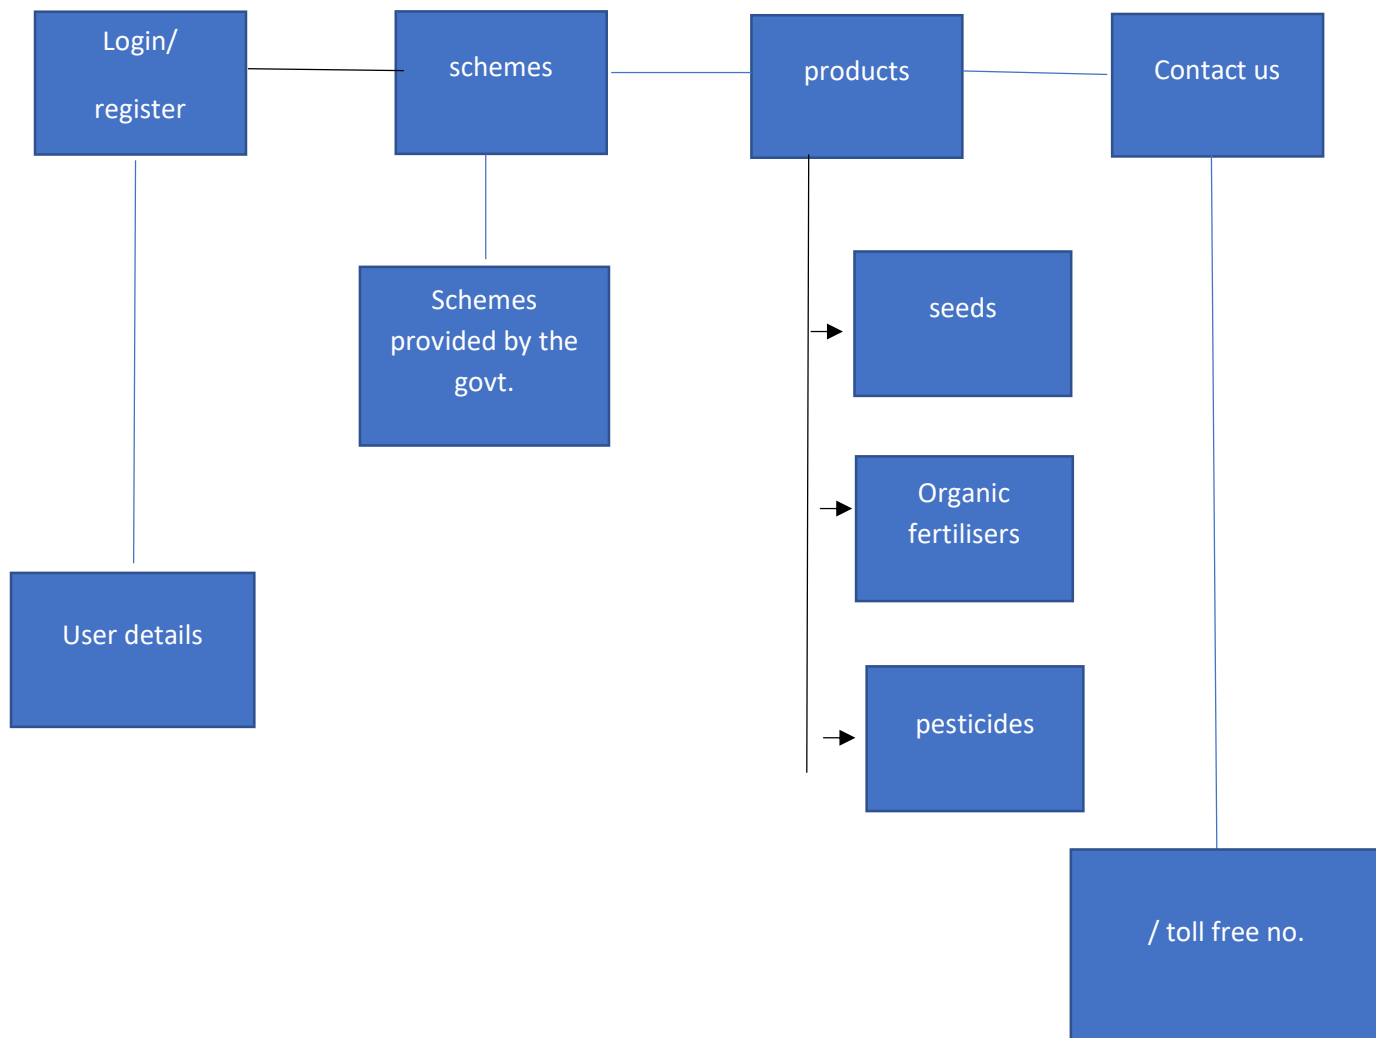 Login/
register
schemes
products
Contact us
Schemes
provided by the
govt.
seeds
Organic
fertilisers
User details
pesticides
/ toll free no.